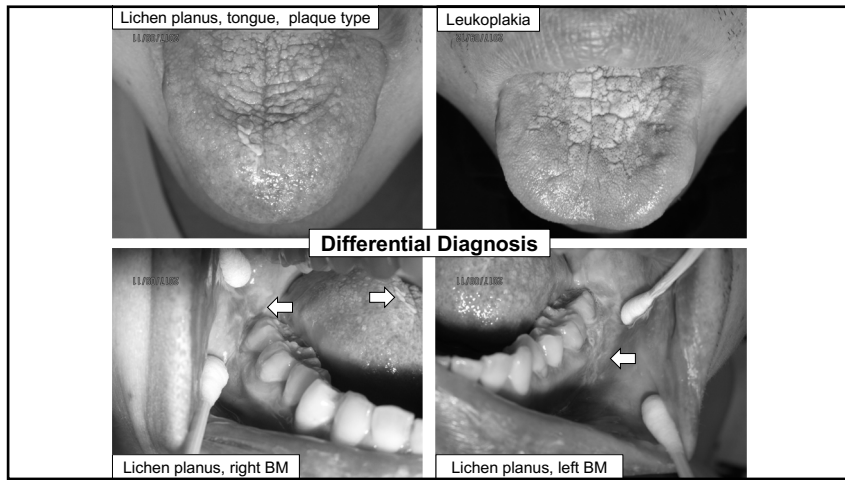 Lichen planus, tongue, plaque type
Leukoplakia
Differential Diagnosis
Lichen planus, right BM
Lichen planus, left BM